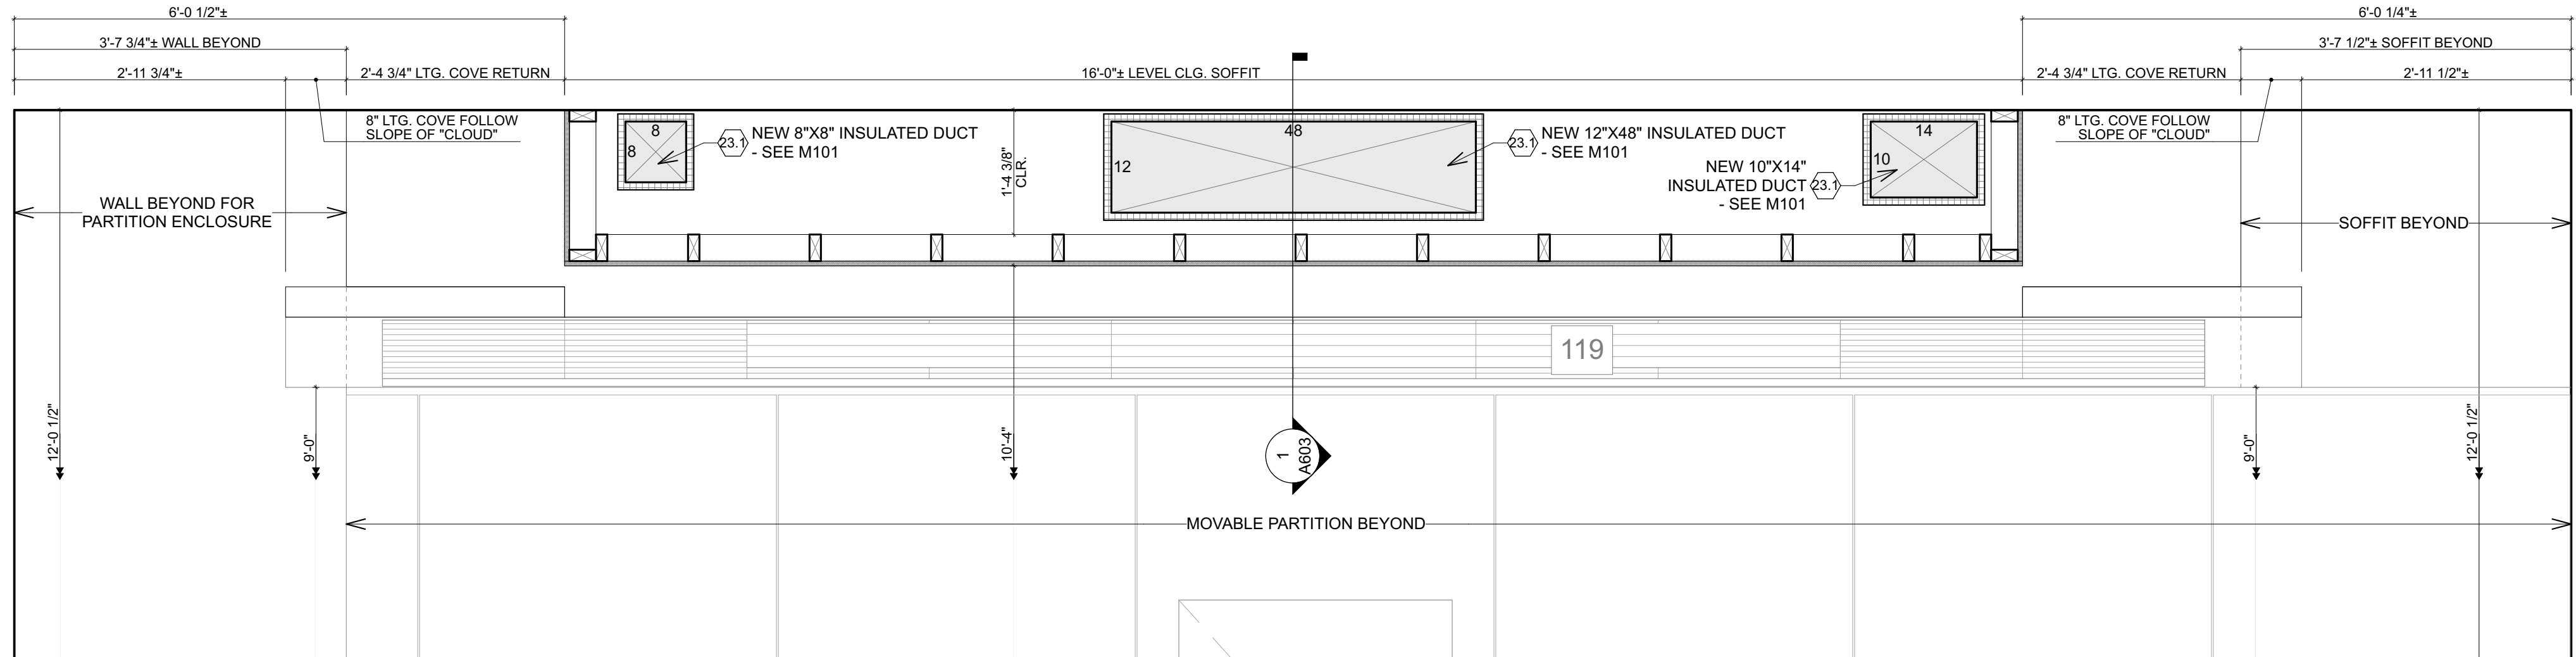 6'-0 1/2"±
6'-0 1/4"±
3'-7 3/4"± WALL BEYOND
3'-7 1/2"± SOFFIT BEYOND
2'-11 3/4"±
2'-4 3/4" LTG. COVE RETURN
16'-0"± LEVEL CLG. SOFFIT
2'-4 3/4" LTG. COVE RETURN
2'-11 1/2"±
8" LTG. COVE FOLLOW
SLOPE OF "CLOUD"
8
8
23.1
NEW 8"X8" INSULATED DUCT
- SEE M101
1'-4 3/8"
CLR.
48
12
23.1
NEW 12"X48" INSULATED DUCT
- SEE M101
NEW 10"X14"
INSULATED DUCT
- SEE M101
23.1
14
10
8" LTG. COVE FOLLOW
SLOPE OF "CLOUD"
WALL BEYOND FOR
PARTITION ENCLOSURE
SOFFIT BEYOND
119
12'-0 1/2"
9'-0"
10'-4"
1
A603
9'-0"
12'-0 1/2"
MOVABLE PARTITION BEYOND